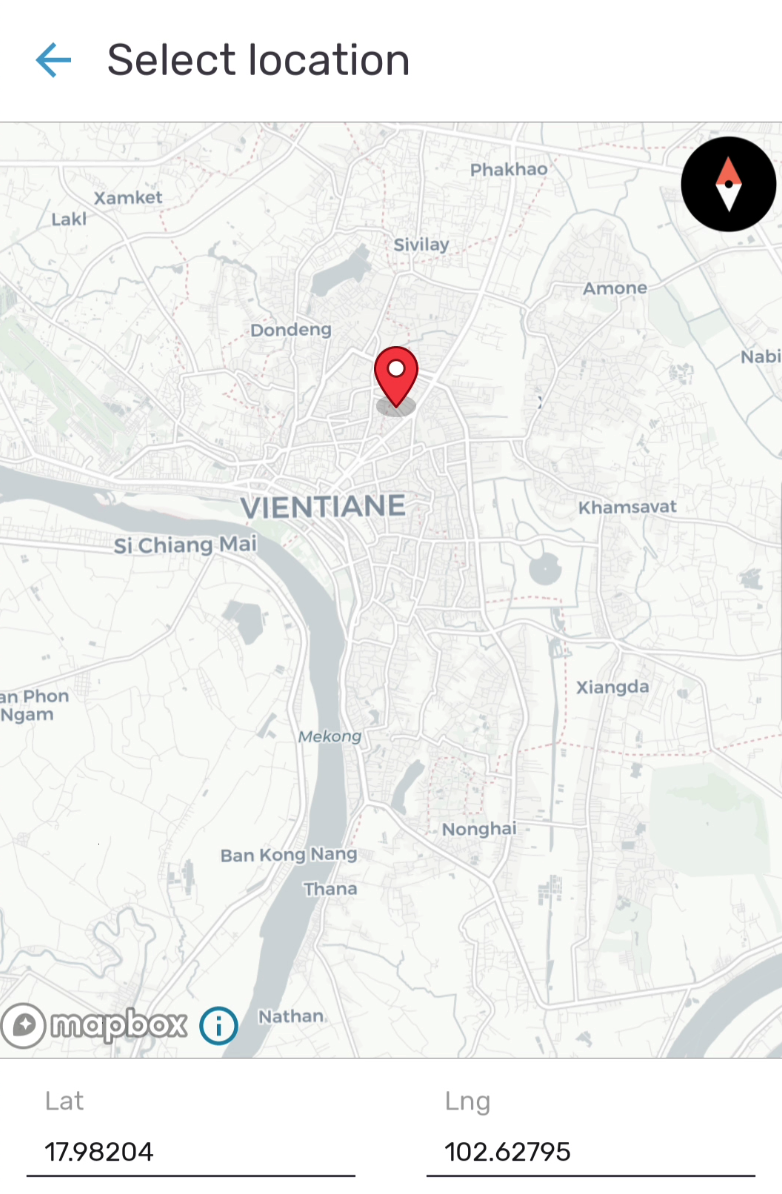 Select location
Phakhao
Xamket
Lakl
Sivilay
Amone
Dondeng
Nabi
VIENTIANE
Khamsavat
Si Chiang Mai
Xiangda
an Phon
Ngam
Mekong
Nonghai
Ban Kong Nang
Thana
Nathan
mapbox
Lat
Lng
17.98204
102.62795